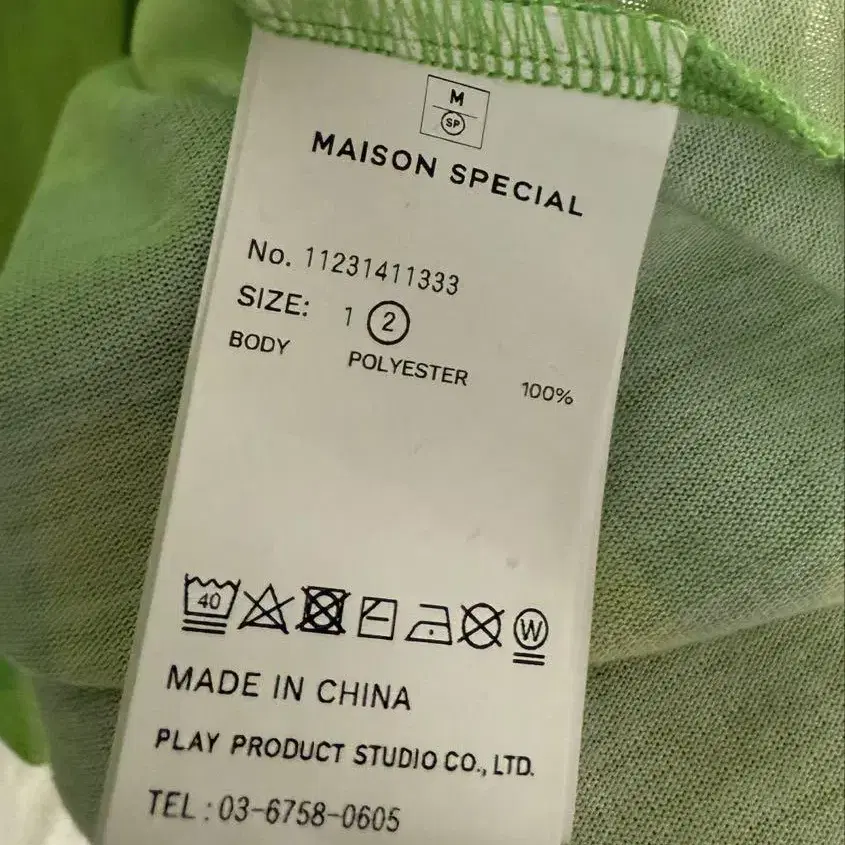 M
SP
MAISON SPECIAL
No. 11231411333
SIZE: 1 2
BODY POLYESTER 100%
40 W
MADE IN CHINA
PLAY PRODUCT STUDIO CO., LTD.
TEL : 03-6758-0605